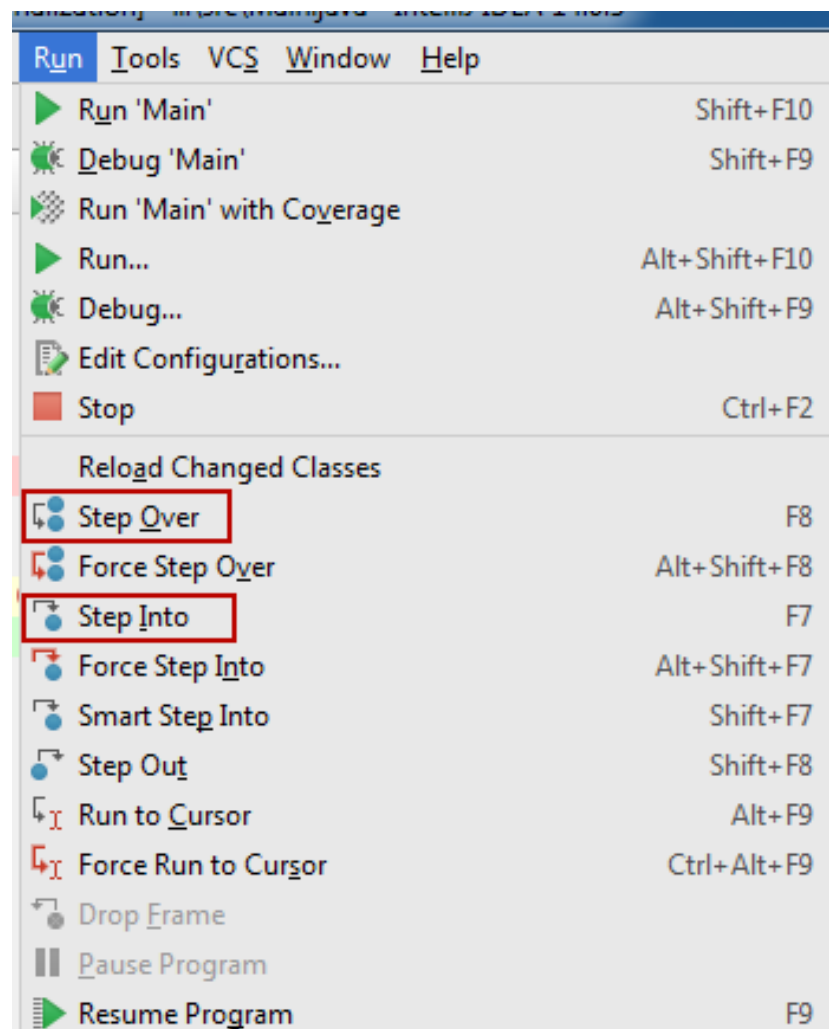 Run Tools VCS Window Help
Run 'Main' Shift+F10
Debug 'Main' Shift+F9
Run 'Main' with Coverage
Run... Alt+Shift+F10
Debug... Alt+Shift+F9
Edit Configurations...
Stop Ctrl+F2
Reload Changed Classes
Step Over F8
Force Step Over Alt+Shift+F8
Step Into F7
Force Step Into Alt+Shift+F7
Smart Step Into Shift+F7
Step Out Shift+F8
Run to Cursor Alt+F9
Force Run to Cursor Ctrl+Alt+F9
Drop Frame
Pause Program
Resume Program F9